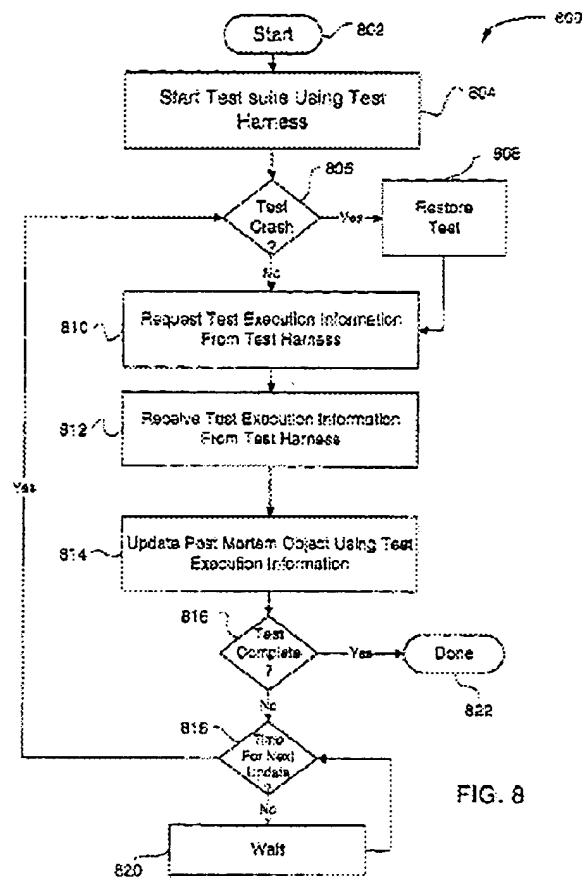 800
Start
802
Start Test suite Using Test
Harness
804
806
808
Test
Crash
?
Yes
Restore
Test
No
810
Request Test Execution Information
From Test Harness
812
Receive Test Execution Information
From Test Harness
Yes
814
Update Post Mortem Object Using Test
Execution Information
816
Test
Complete
?
Yes
Done
822
No
818
Time
For Next
Update
?
No
FIG. 8
Wait
820